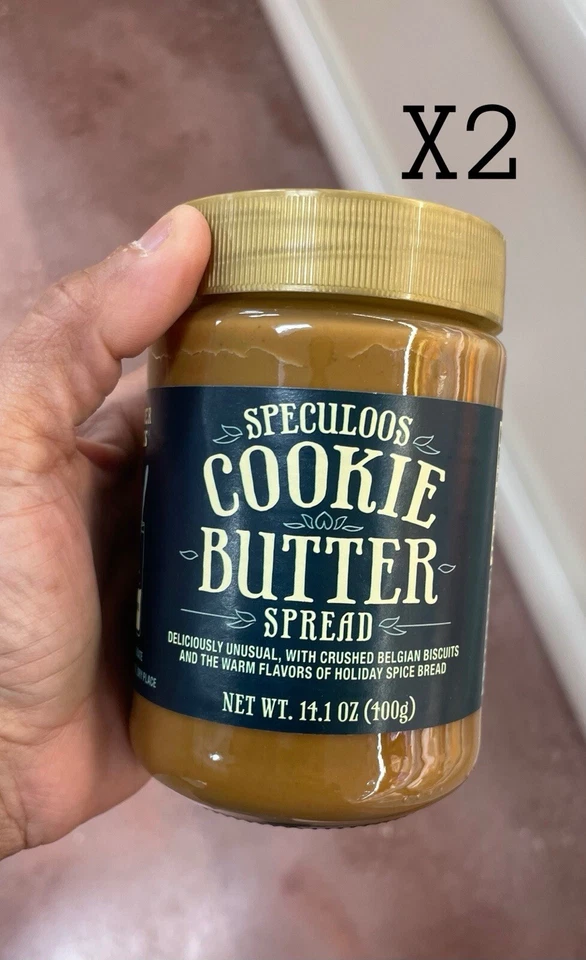 X2
SPECULOOS
COOKIE
BUTTER
SPREAD
DELICIOUSLY UNUSUAL, WITH CRUSHED BELGIAN BISCUITS
AND THE WARM FLAVORS OF HOLIDAY SPICE BREAD
NET WT. 14.1 OZ (400g)
PLACE